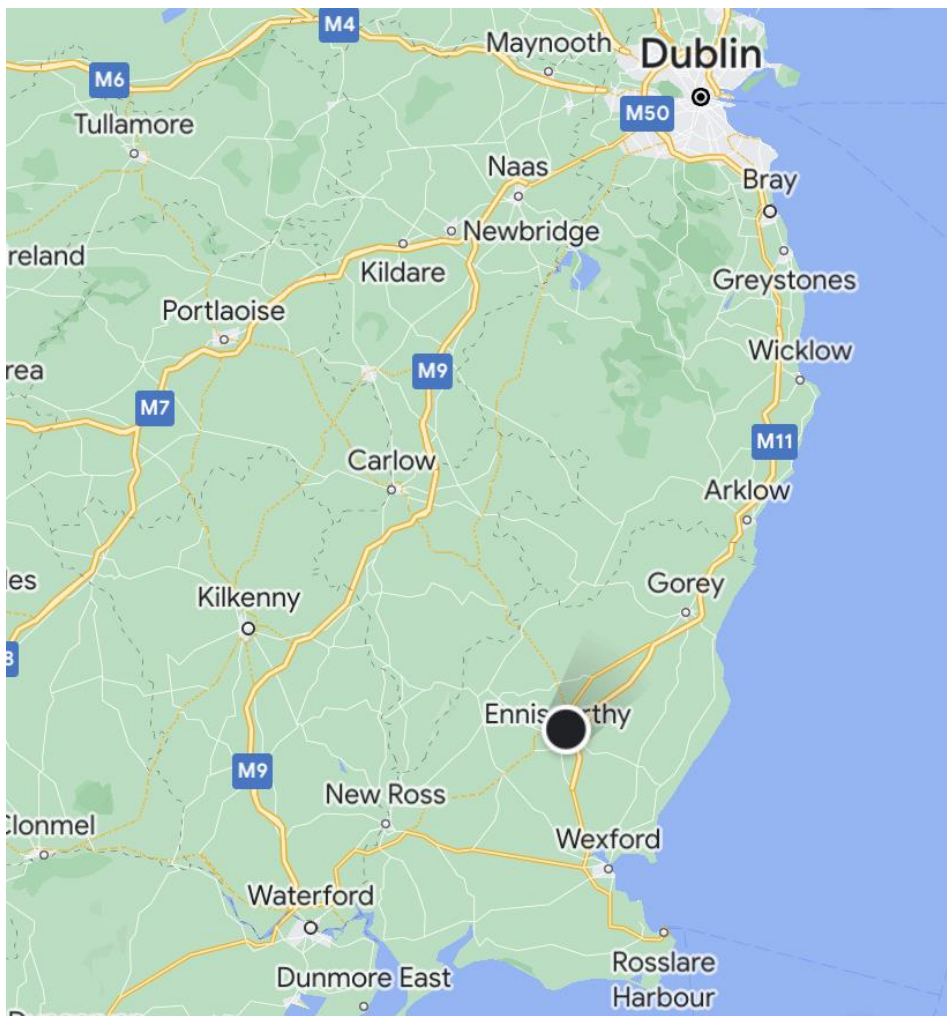 M4
Maynooth
Dublin
M6
M50
Tullamore
Naas
Bray
Newbridge
reland
Kildare
Greystones
Portlaoise
Wicklow
rea
M9
M7
M11
Carlow
Arklow
les
Gorey
Kilkenny
8
Ennis rthy
M9
New Ross
Clonmel
Wexford
Waterford
Rosslare
Harbour
Dunmore East